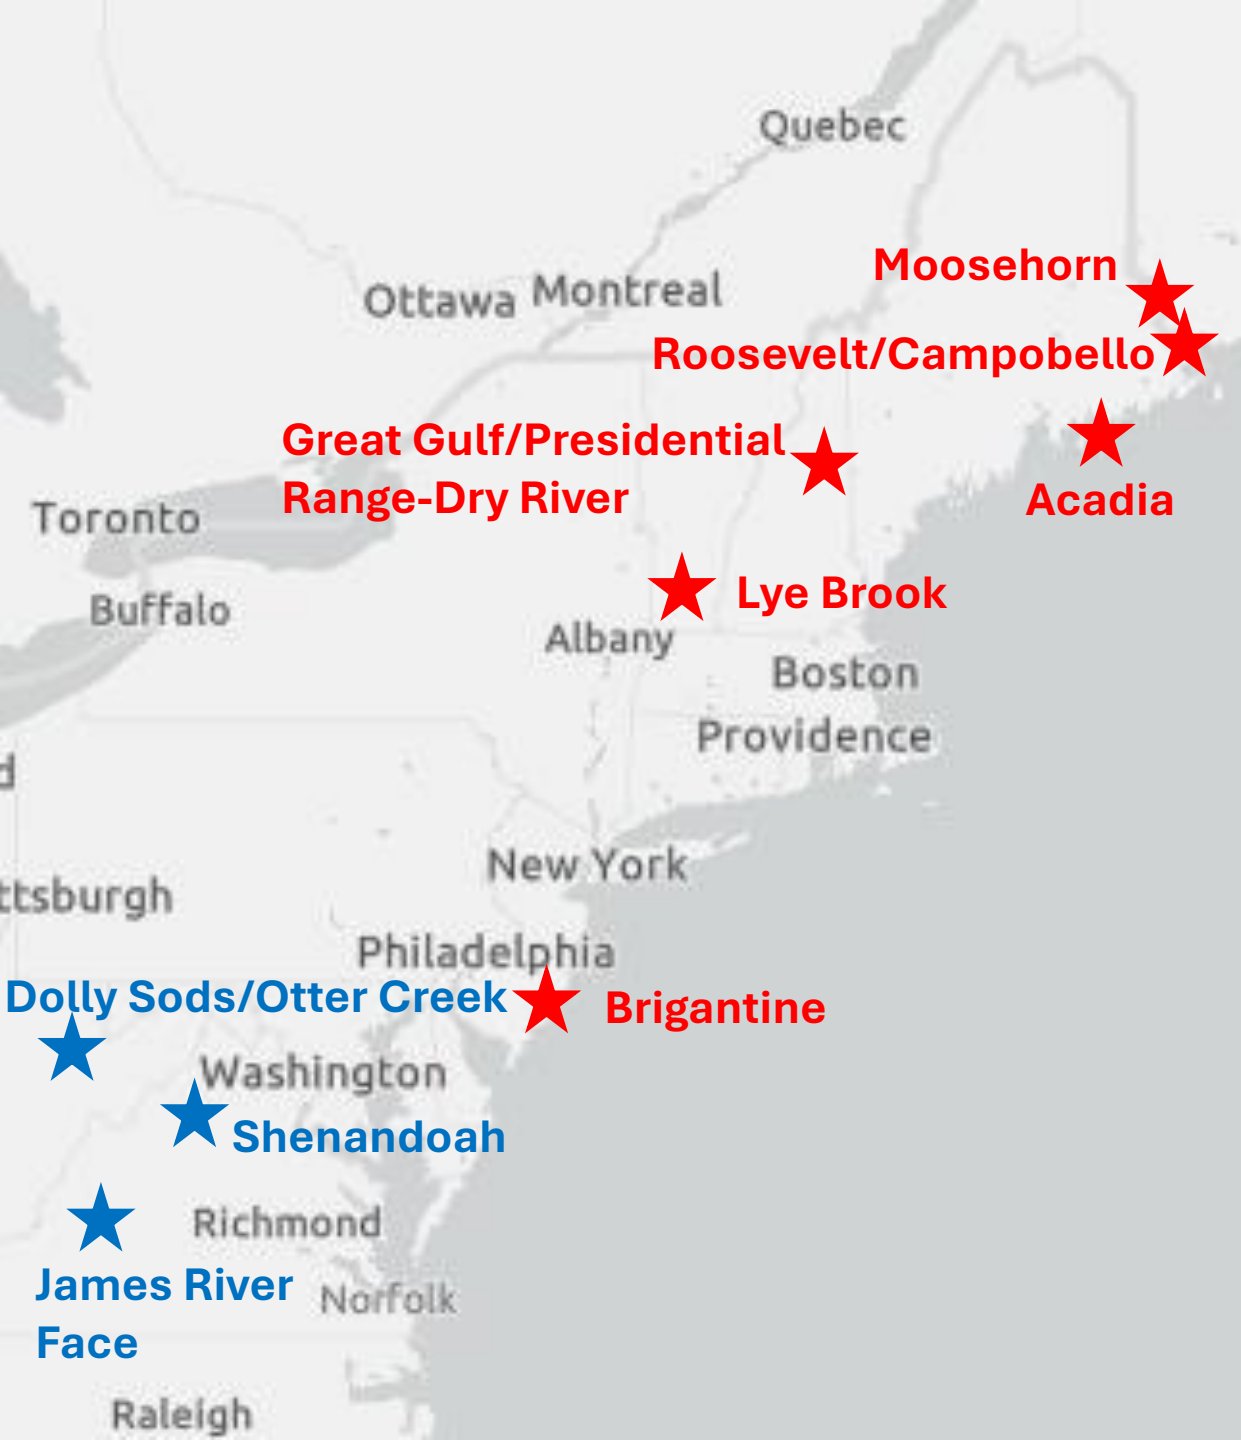 Quebec
Moosehorn
Ottawa
Montreal
Roosevelt/Campobello
Great Gulf/Presidential
Range-Dry River
Acadia
Toronto
Lye Brook
Buffalo
Albany
Boston
Providence
d
New York
ttsburgh
Philadelphia
Dolly Sods/Otter Creek
Brigantine
Washington
Shenandoah
Richmond
James River
Face
Norfolk
Raleigh